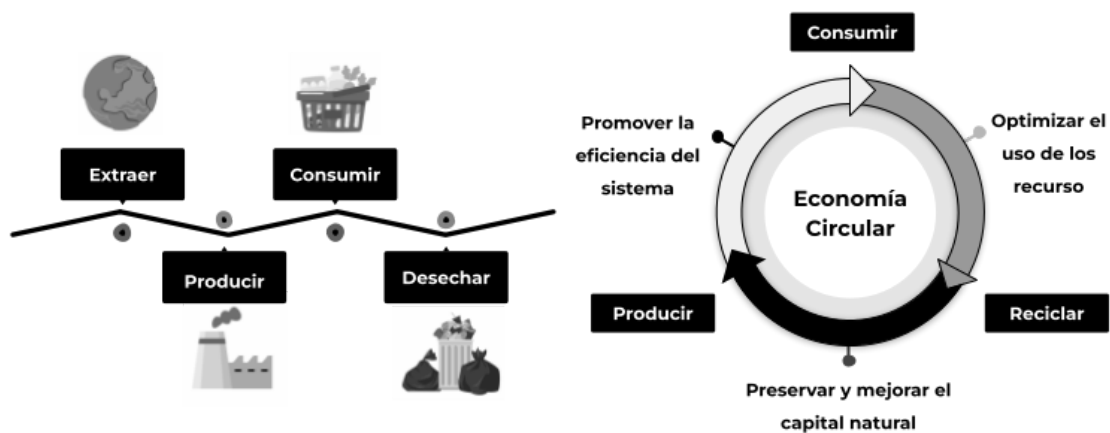 Extraer
Consumir
Producir
Desechar
Consumir
Promover la
eficiencia del
sistema
Optimizar el
uso de los
recurso
Economía
Circular
Producir
Reciclar
Preservar y mejorar el
capital natural